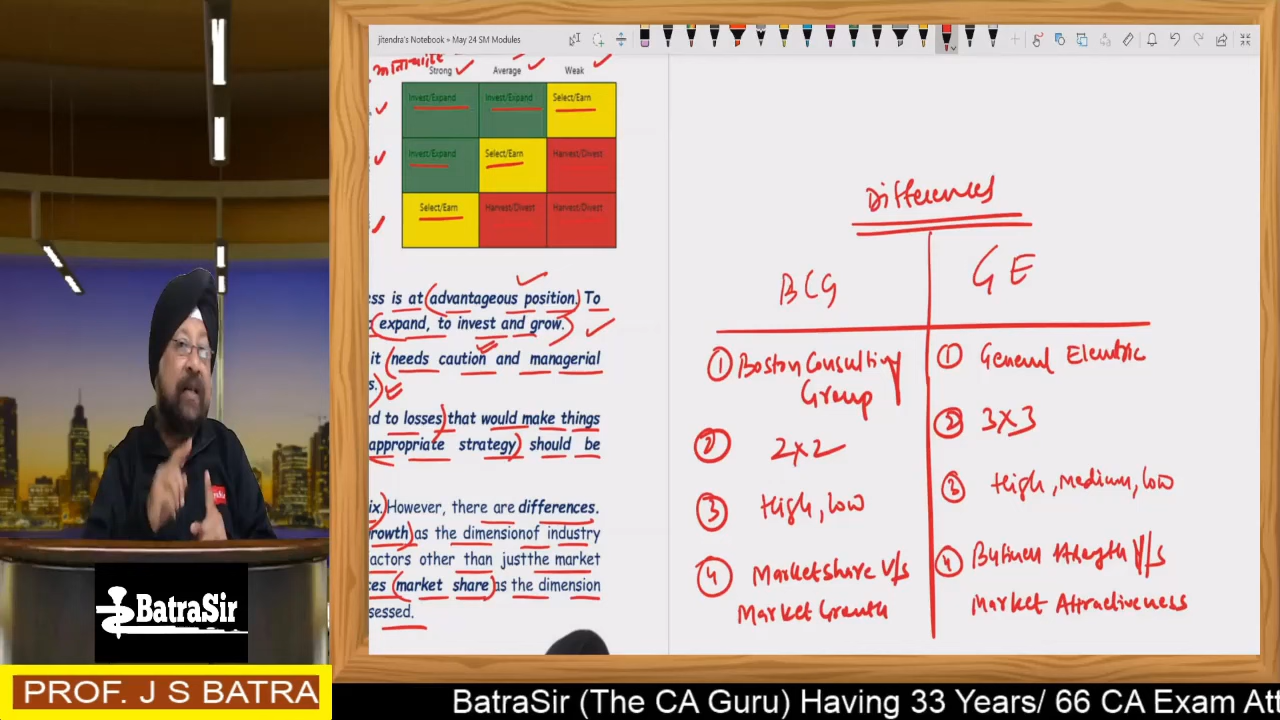 jitendra's Notebook » May 24 SM Modules
Strong Average Weak
Invest/Expand Invest/Expand Select/Earn
Invest/Expand Select/Earn Harvest/Divest
Select/Earn Harvest/Divest Harvest/Divest
ess is at (advantageous position. To
expand, to invest and grow.
it needs caution and managerial
s.)
d to losses) that would make things
appropriate strategy) should be
ix.) However, there are differences.
rowth) as the dimensionof industry
actors other than justthe market
ces (market share) as the dimension
sessed.
Differences
BCG GE
① Boston Consulting Group
① General Electric
② 2x2
② 3x3
③ High, low
③ High, medium, low
④ Market share V/s
Market Growth
④ Business strength V/s
Market Attractiveness
BatraSir
PROF. J S BATRA
BatraSir (The CA Guru) Having 33 Years/ 66 CA Exam Att